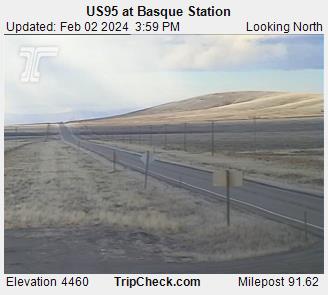 US95 at Basque Station
Updated: Feb 02 2024 3:59 PM Looking North
Elevation 4460 TripCheck.com Milepost 91.62